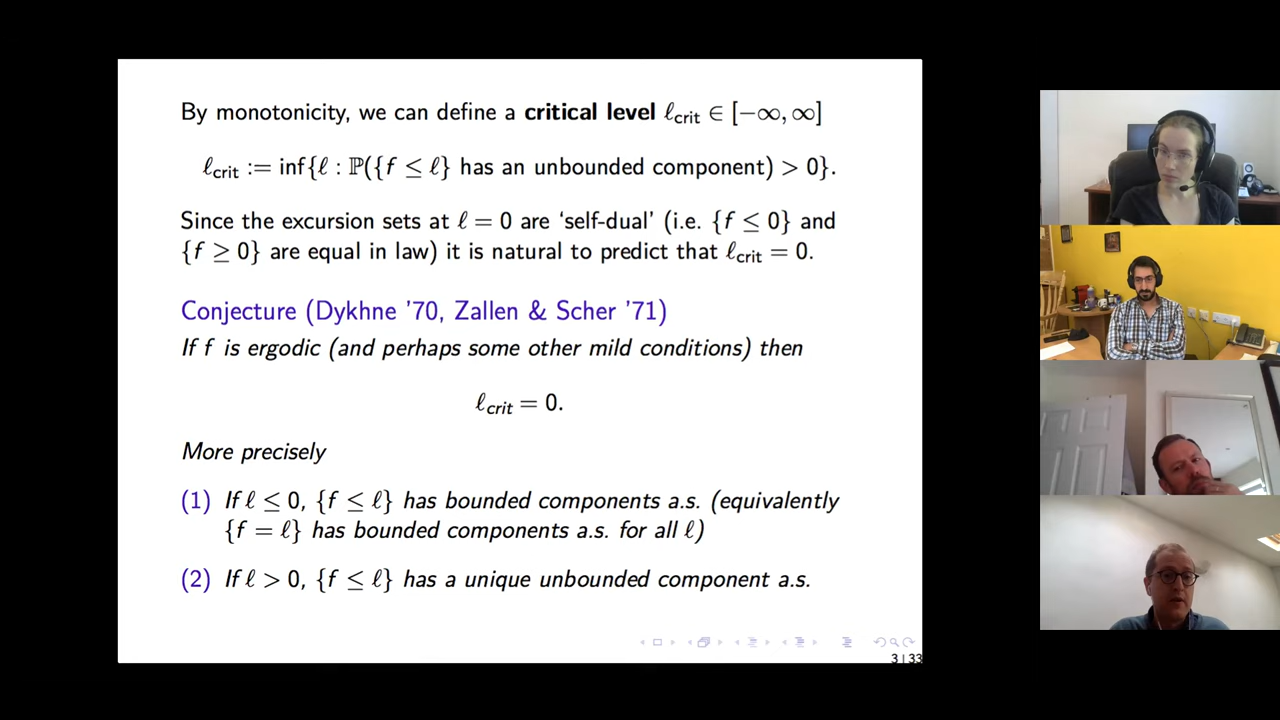 By monotonicity, we can define a critical level ℓcrit ∈ [−∞, ∞]
ℓcrit := inf{ℓ : ℙ({f ≤ ℓ} has an unbounded component) > 0}.
Since the excursion sets at ℓ = 0 are ‘self-dual’ (i.e. {f ≤ 0} and
{f ≥ 0} are equal in law) it is natural to predict that ℓcrit = 0.
Conjecture (Dykhne ’70, Zallen & Scher ’71)
If f is ergodic (and perhaps some other mild conditions) then
ℓcrit = 0.
More precisely
(1) If ℓ ≤ 0, {f ≤ ℓ} has bounded components a.s. (equivalently
{f = ℓ} has bounded components a.s. for all ℓ)
(2) If ℓ > 0, {f ≤ ℓ} has a unique unbounded component a.s.
3 | 33